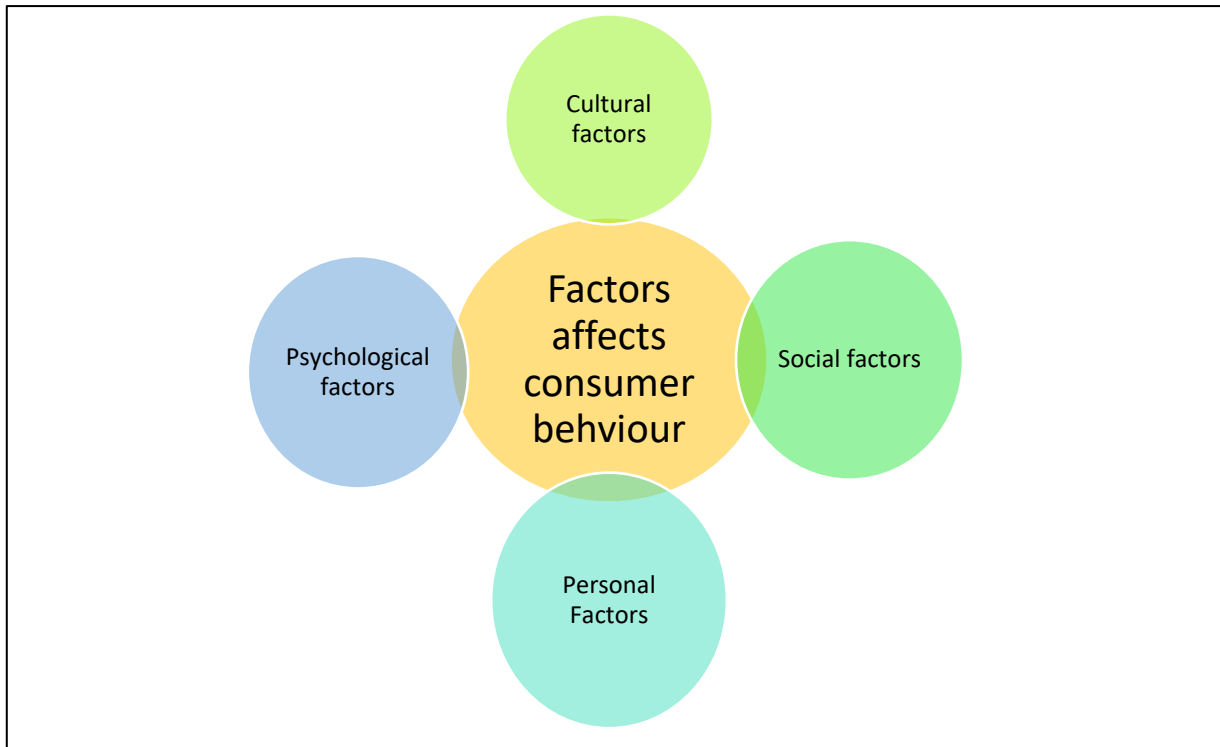 Cultural
factors
Factors
affects
consumer
behviour
Psychological
factors
Social factors
Personal
Factors